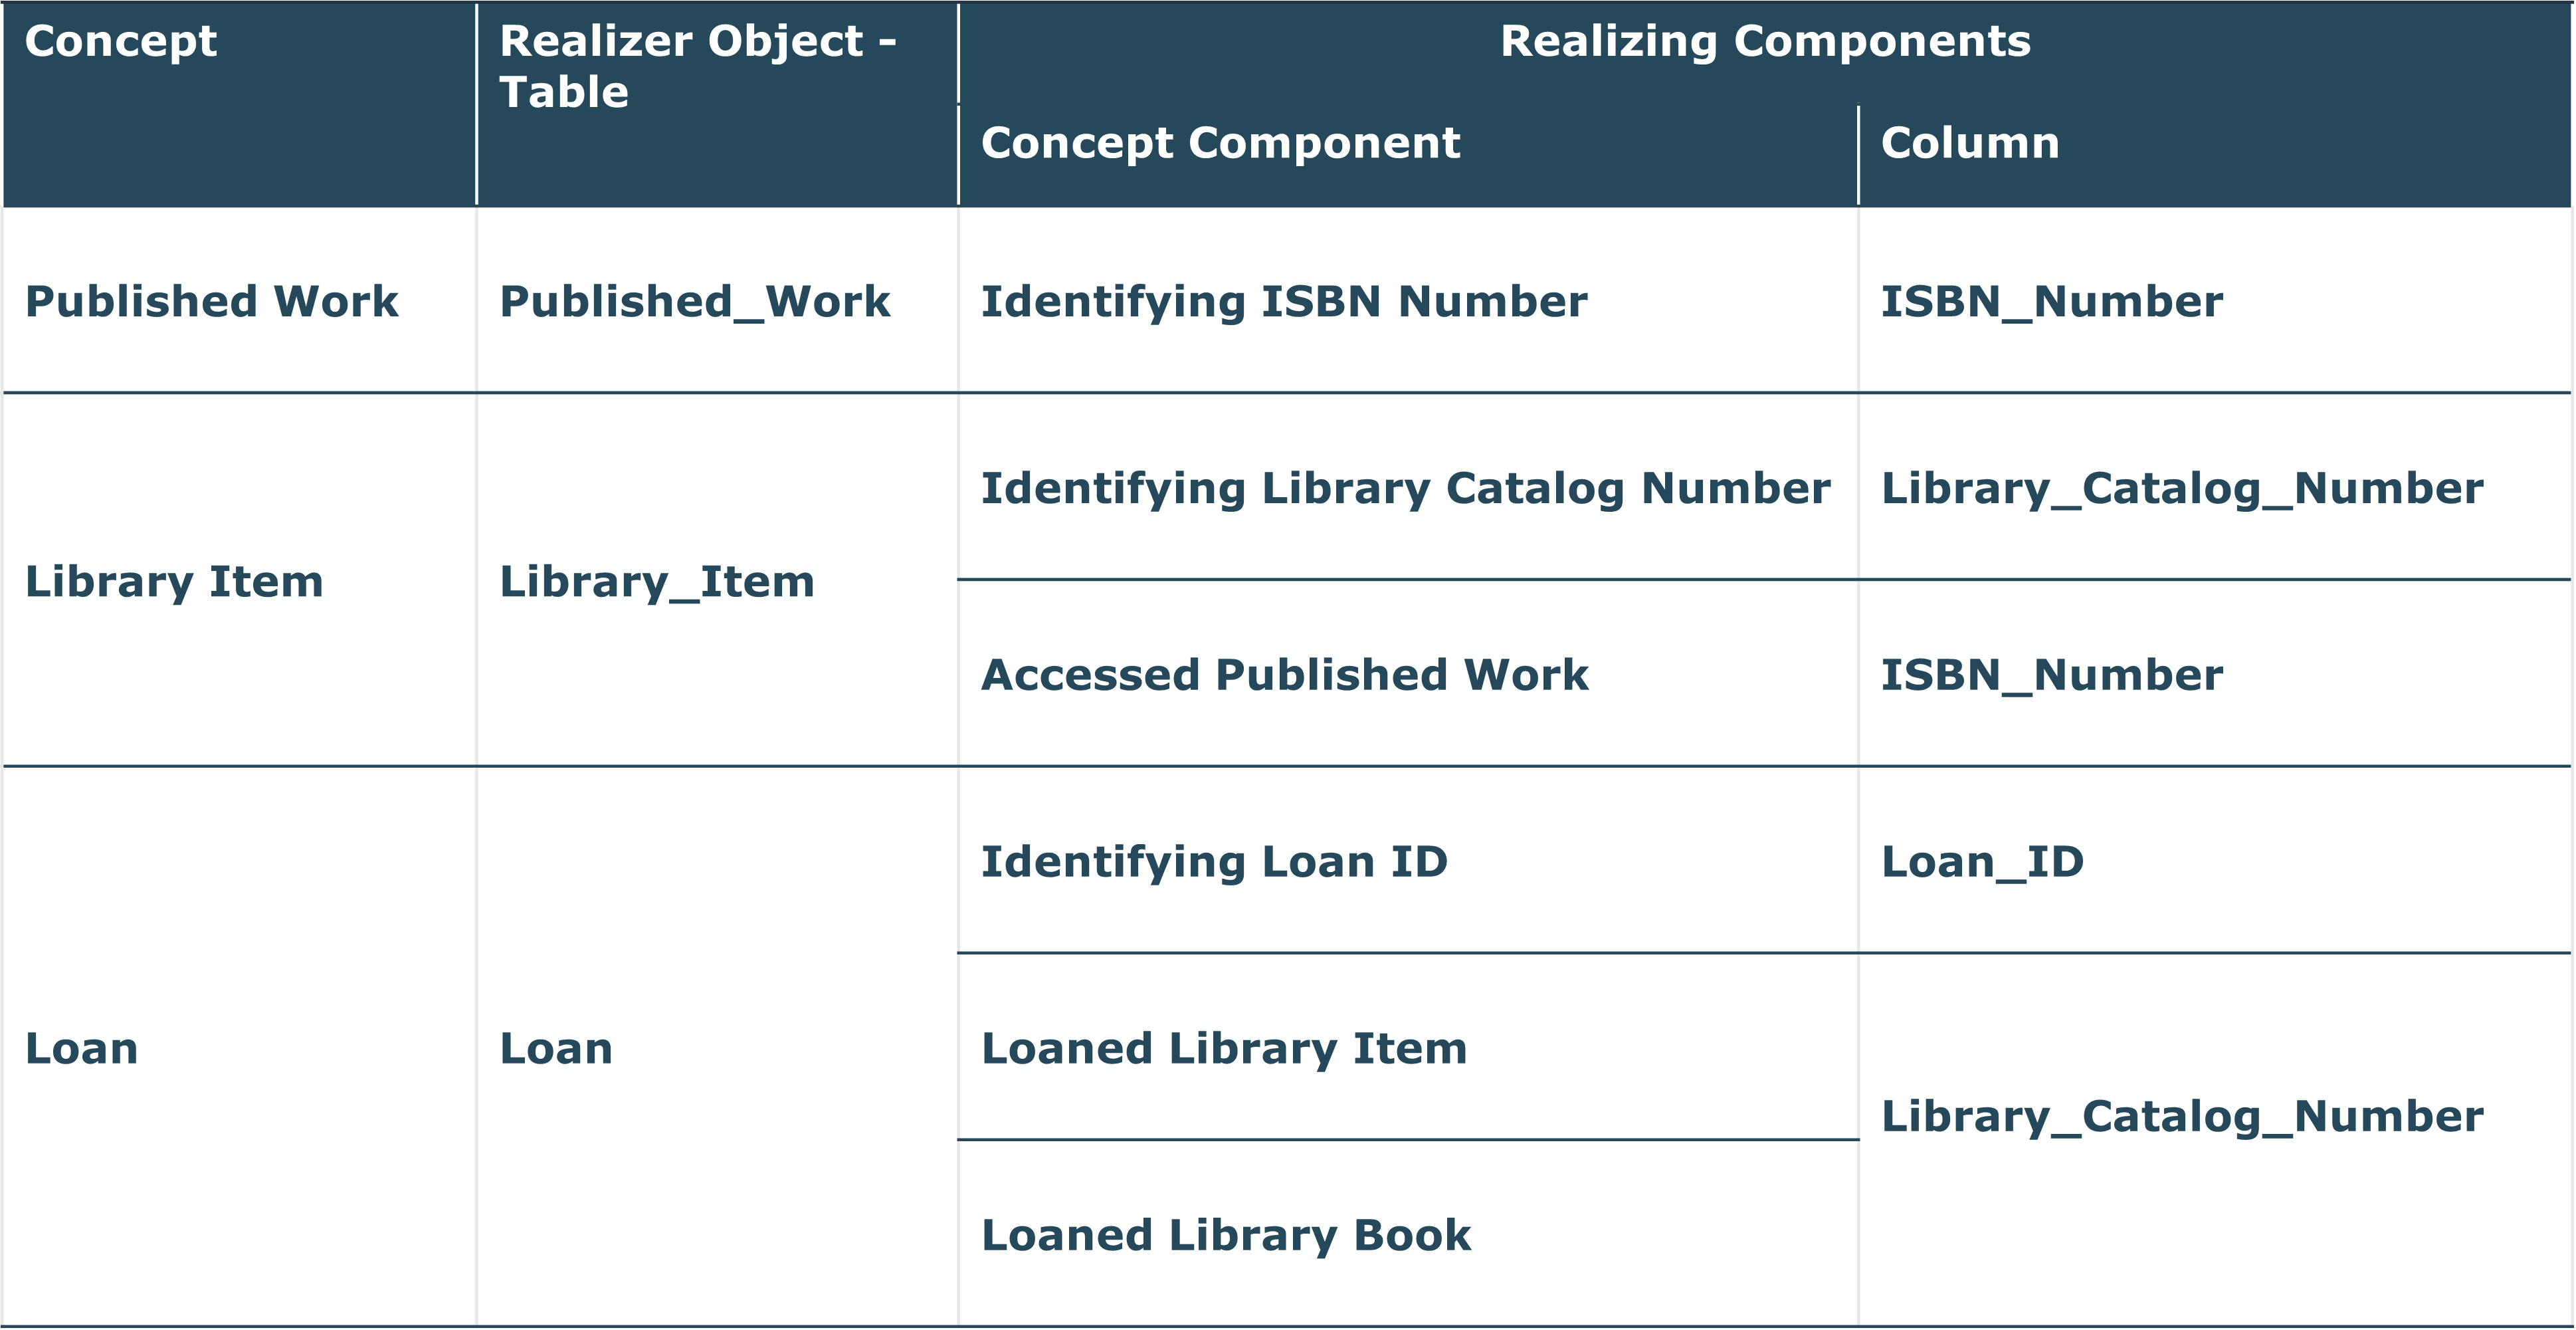 Concept
Realizer Object -
Table
Realizing Components
Concept Component
Column
Published Work
Published_Work
Identifying ISBN Number
ISBN_Number
Library Item
Library_Item
Identifying Library Catalog Number
Library_Catalog_Number
Accessed Published Work
ISBN_Number
Loan
Loan
Identifying Loan ID
Loan_ID
Loaned Library Item
Library_Catalog_Number
Loaned Library Book